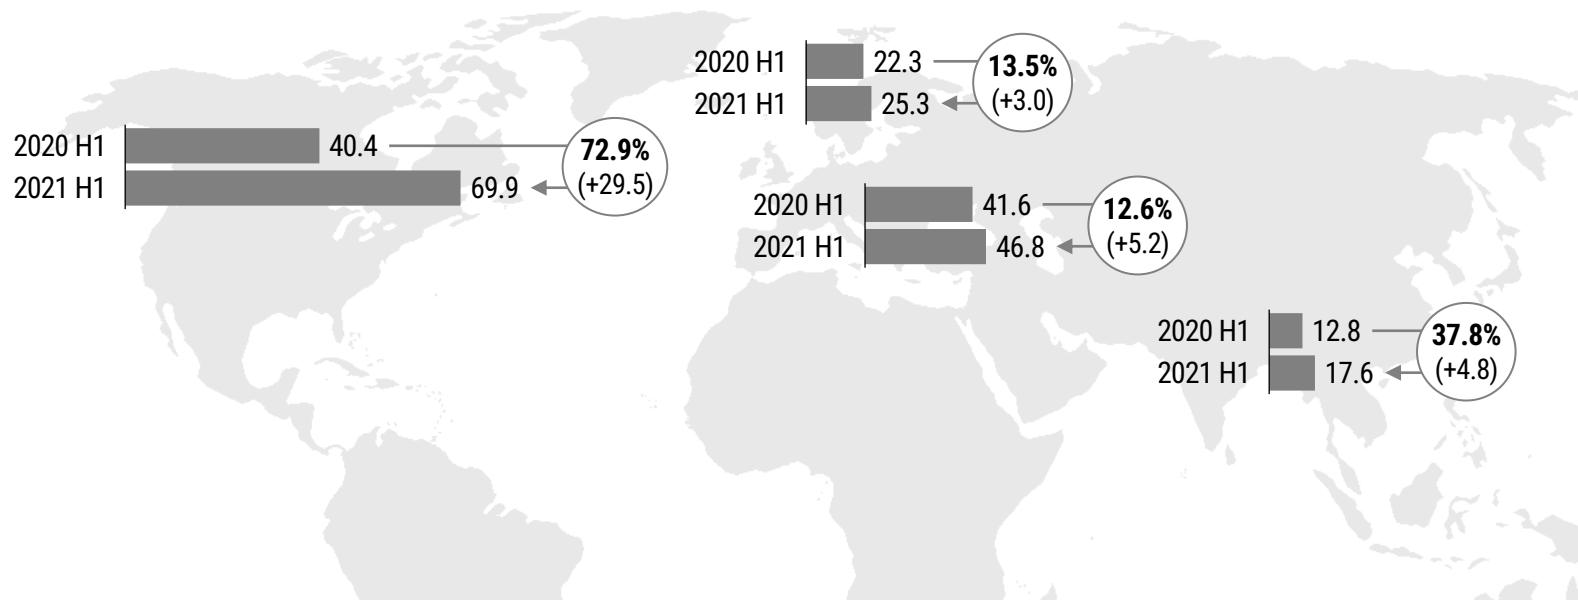 2020 H1 40.4
2021 H1 69.9
72.9%
(+29.5)
2020 H1 22.3
2021 H1 25.3
13.5%
(+3.0)
2020 H1 41.6
2021 H1 46.8
12.6%
(+5.2)
2020 H1 12.8
2021 H1 17.6
37.8%
(+4.8)